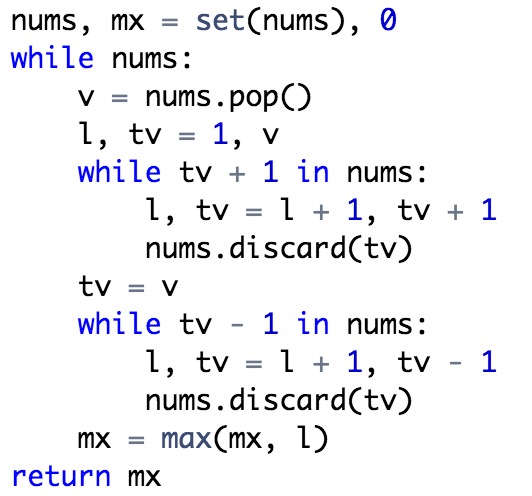 nums, mx = set(nums), 0
while nums:
    v = nums.pop()
    l, tv = 1, v
    while tv + 1 in nums:
        l, tv = l + 1, tv + 1
        nums.discard(tv)
    tv = v
    while tv - 1 in nums:
        l, tv = l + 1, tv - 1
        nums.discard(tv)
    mx = max(mx, l)
return mx